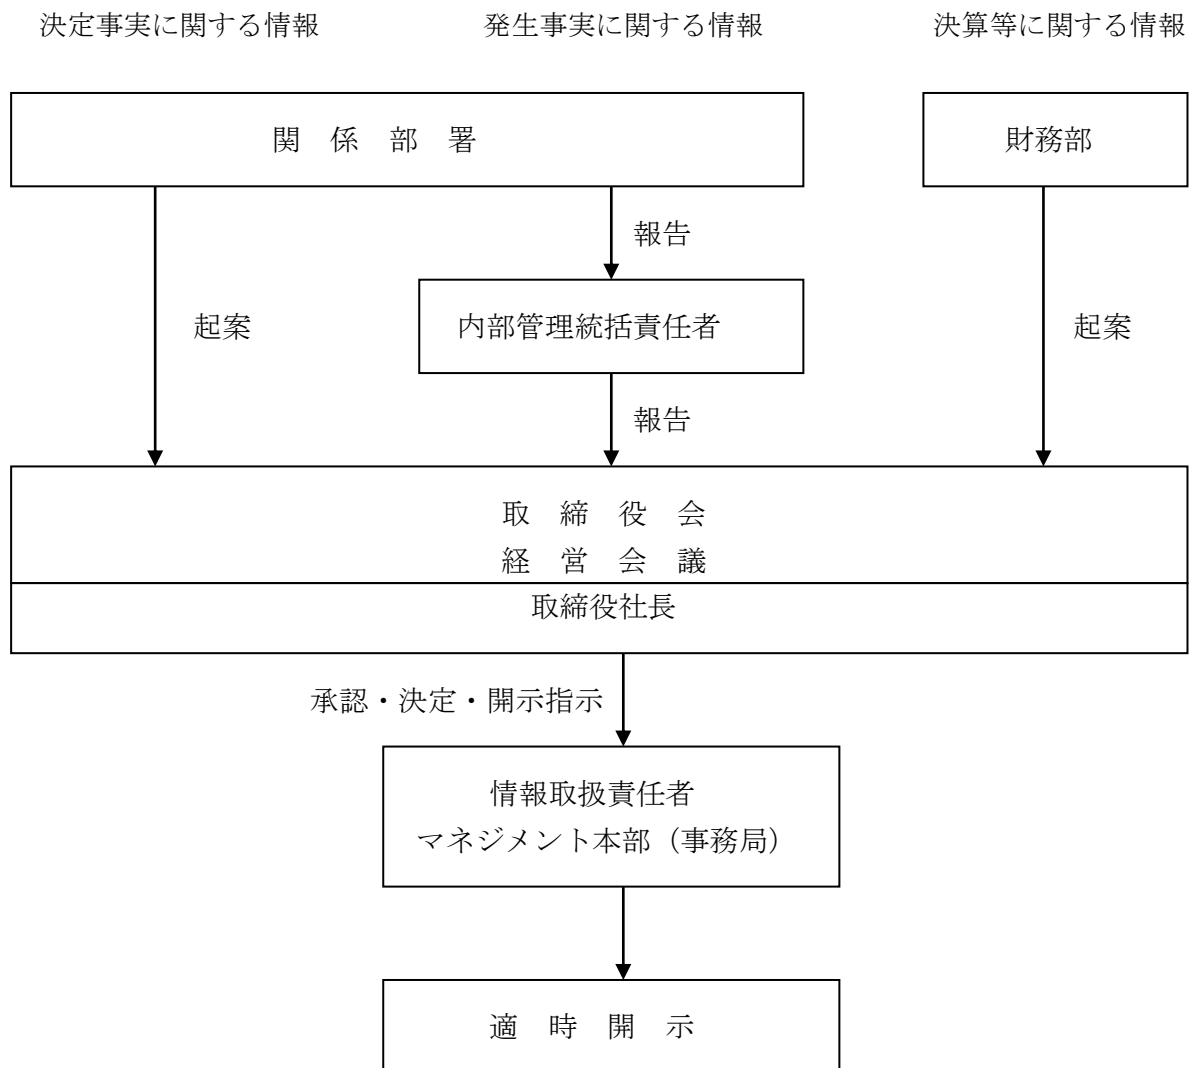 決定事実に関する情報
発生事実に関する情報
決算等に関する情報
関 係 部 署
財務部
報告
起案
内部管理統括責任者
起案
報告
取 締 役 会
経 営 会 議
取締役社長
承認・決定・開示指示
情報取扱責任者
マネジメント本部（事務局）
適 時 開 示